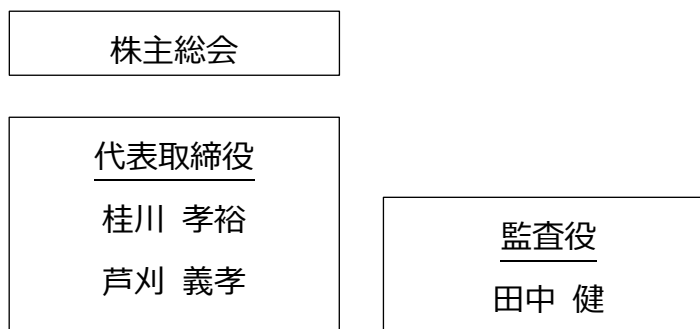 株主総会
代表取締役
桂川 孝裕
芦刈 義孝
監査役
田中 健